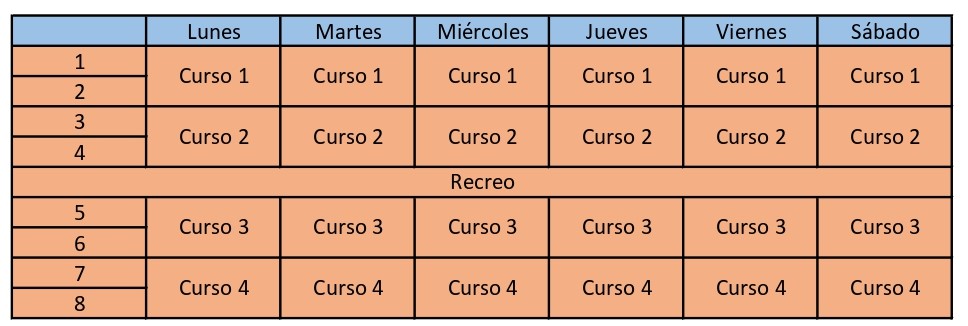 Lunes Martes Miércoles Jueves Viernes Sábado
1
Curso 1 Curso 1 Curso 1 Curso 1 Curso 1 Curso 1
2
3
Curso 2 Curso 2 Curso 2 Curso 2 Curso 2 Curso 2
4
Recreo
5
Curso 3 Curso 3 Curso 3 Curso 3 Curso 3 Curso 3
6
7
Curso 4 Curso 4 Curso 4 Curso 4 Curso 4 Curso 4
8